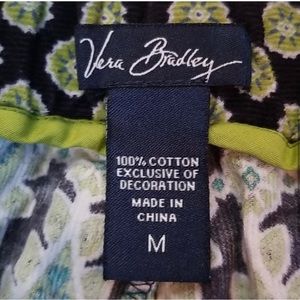 Vera Bradley
100% COTTON
EXCLUSIVE OF
DECORATION
MADE IN
CHINA
M